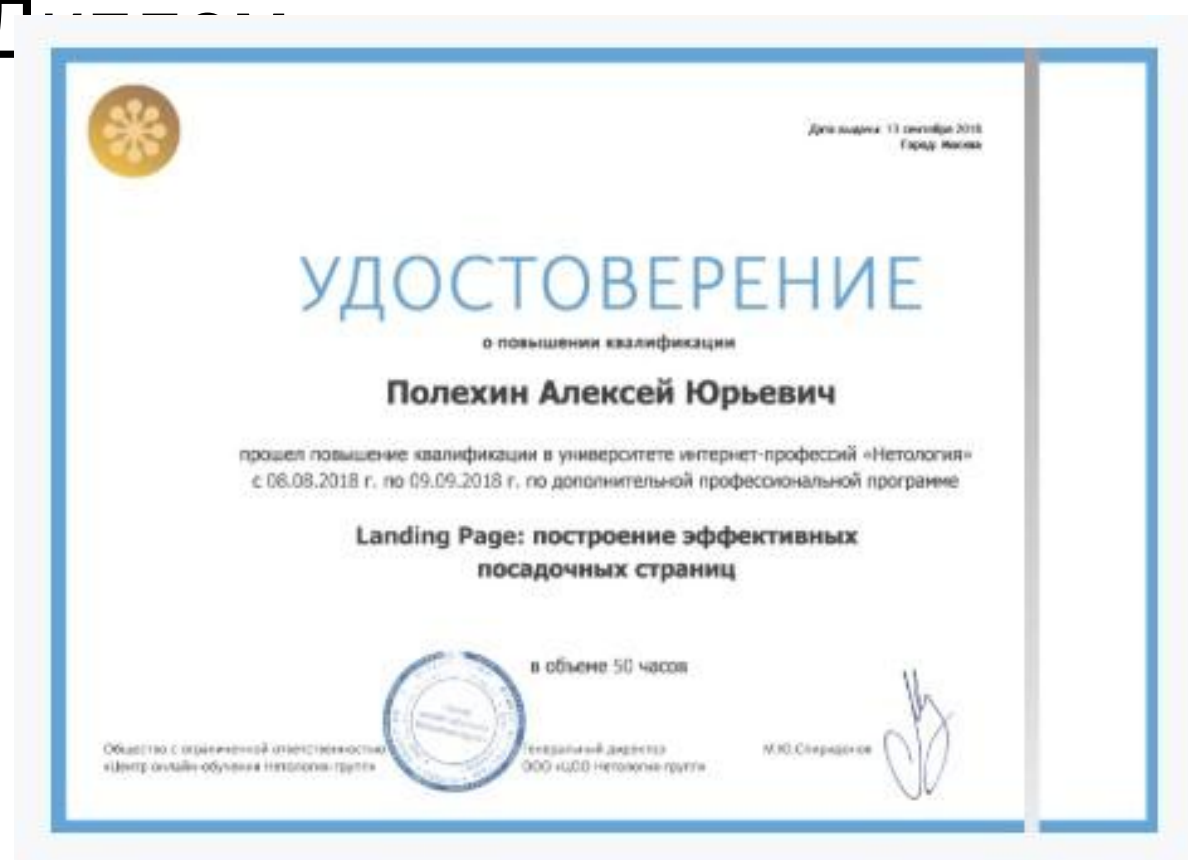 Диплом
Дата выдачи: 13 сентября 2018
Город: Москва
УДОСТОВЕРЕНИЕ
о повышении квалификации
Полехин Алексей Юрьевич
прошел повышение квалификации в университете интернет-профессий «Нетология»
с 08.08.2018 г. по 09.09.2018 г. по дополнительной профессиональной программе
Landing Page: построение эффективных
посадочных страниц
в объеме 50 часов
Общество с ограниченной ответственностью
«Центр онлайн-обучения Нетология-групп»
Генеральный директор
ООО «ЦОО Нетология-групп»
М.Ю.Спиридонов